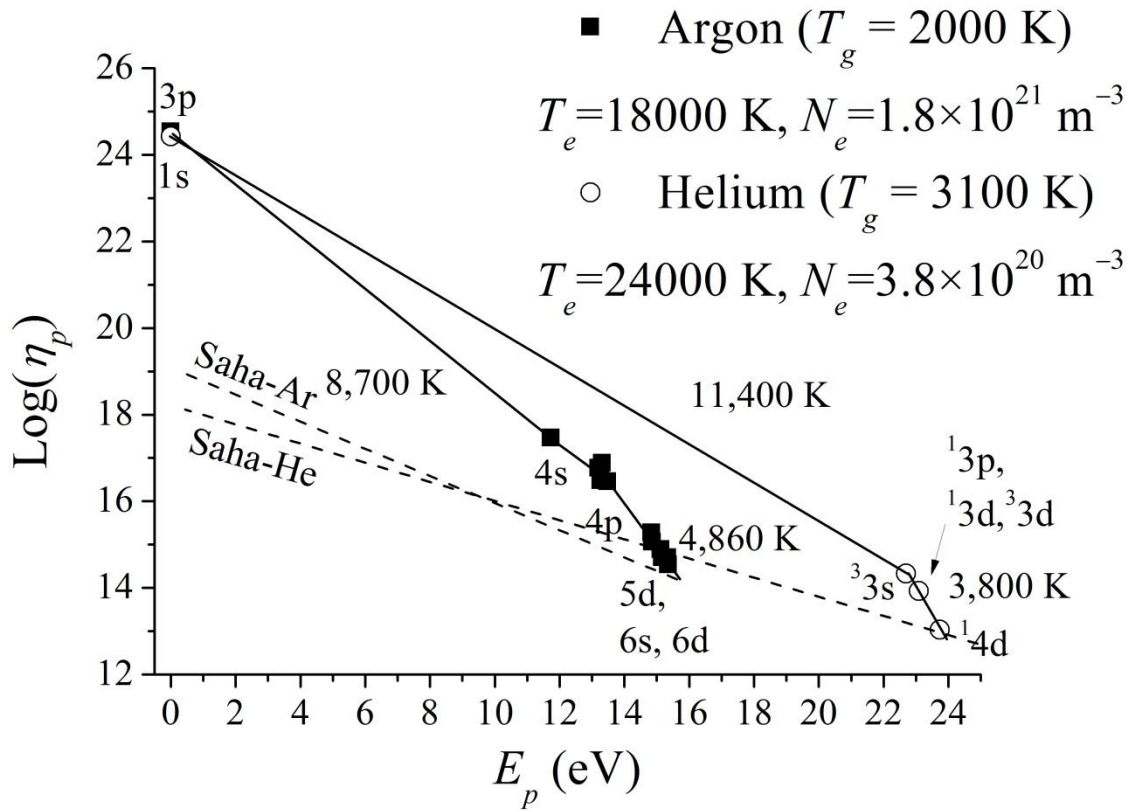 ■ Argon (T_g = 2000 K)
T_e=18000 K, N_e=1.8×10^21 m^–3
○ Helium (T_g = 3100 K)
T_e=24000 K, N_e=3.8×10^20 m^–3
Log(η_p)
26
24
22
20
18
16
14
12
3p
1s
Saha-Ar
Saha-He
8,700 K
11,400 K
4s
4p
4,860 K
5d,
6s, 6d
^1 3p,
^1 3d, ^3 3d
^3 3s
3,800 K
^1 4d
0 2 4 6 8 10 12 14 16 18 20 22 24
E_p (eV)